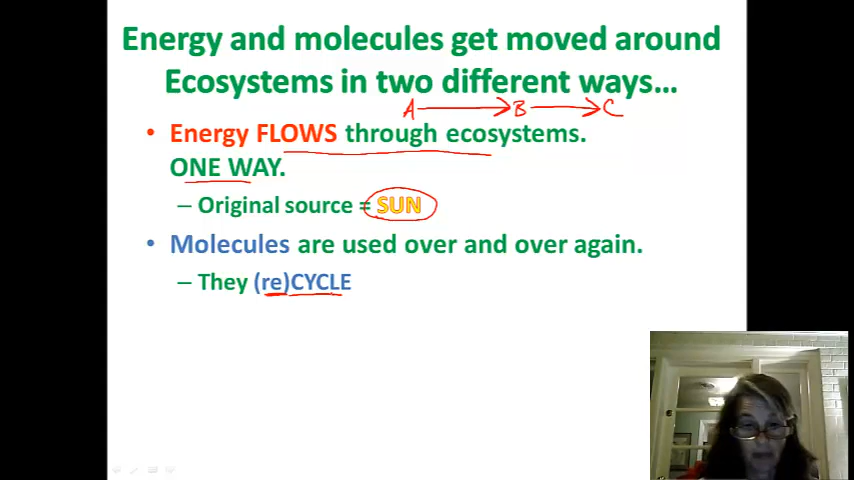 Energy and molecules get moved around
Ecosystems in two different ways...
A B C
• Energy FLOWS through ecosystems.
ONE WAY.
– Original source = SUN
• Molecules are used over and over again.
– They (re)CYCLE